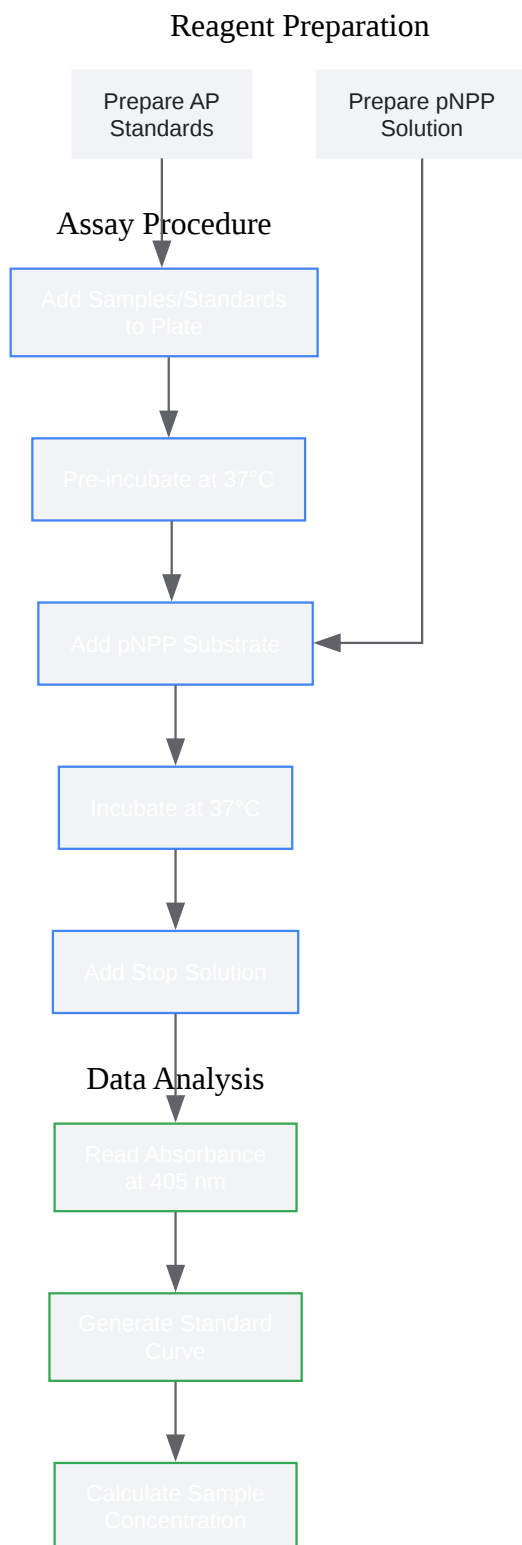 Reagent Preparation
Prepare AP
Standards
Prepare pNPP
Solution
Assay Procedure
Add Samples/Standards
to Plate
Pre-incubate at 37°C
Add pNPP Substrate
Incubate at 37°C
Add Stop Solution
Data Analysis
Read Absorbance
at 405 nm
Generate Standard
Curve
Calculate Sample
Concentration